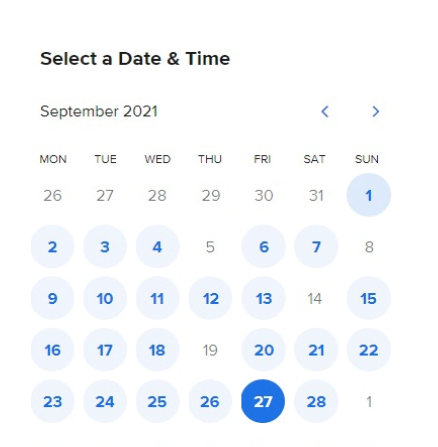 Select a Date & Time
September 2021
MON TUE WED THU FRI SAT SUN
26 27 28 29 30 31 1
2 3 4 5 6 7 8
9 10 11 12 13 14 15
16 17 18 19 20 21 22
23 24 25 26 27 28 1